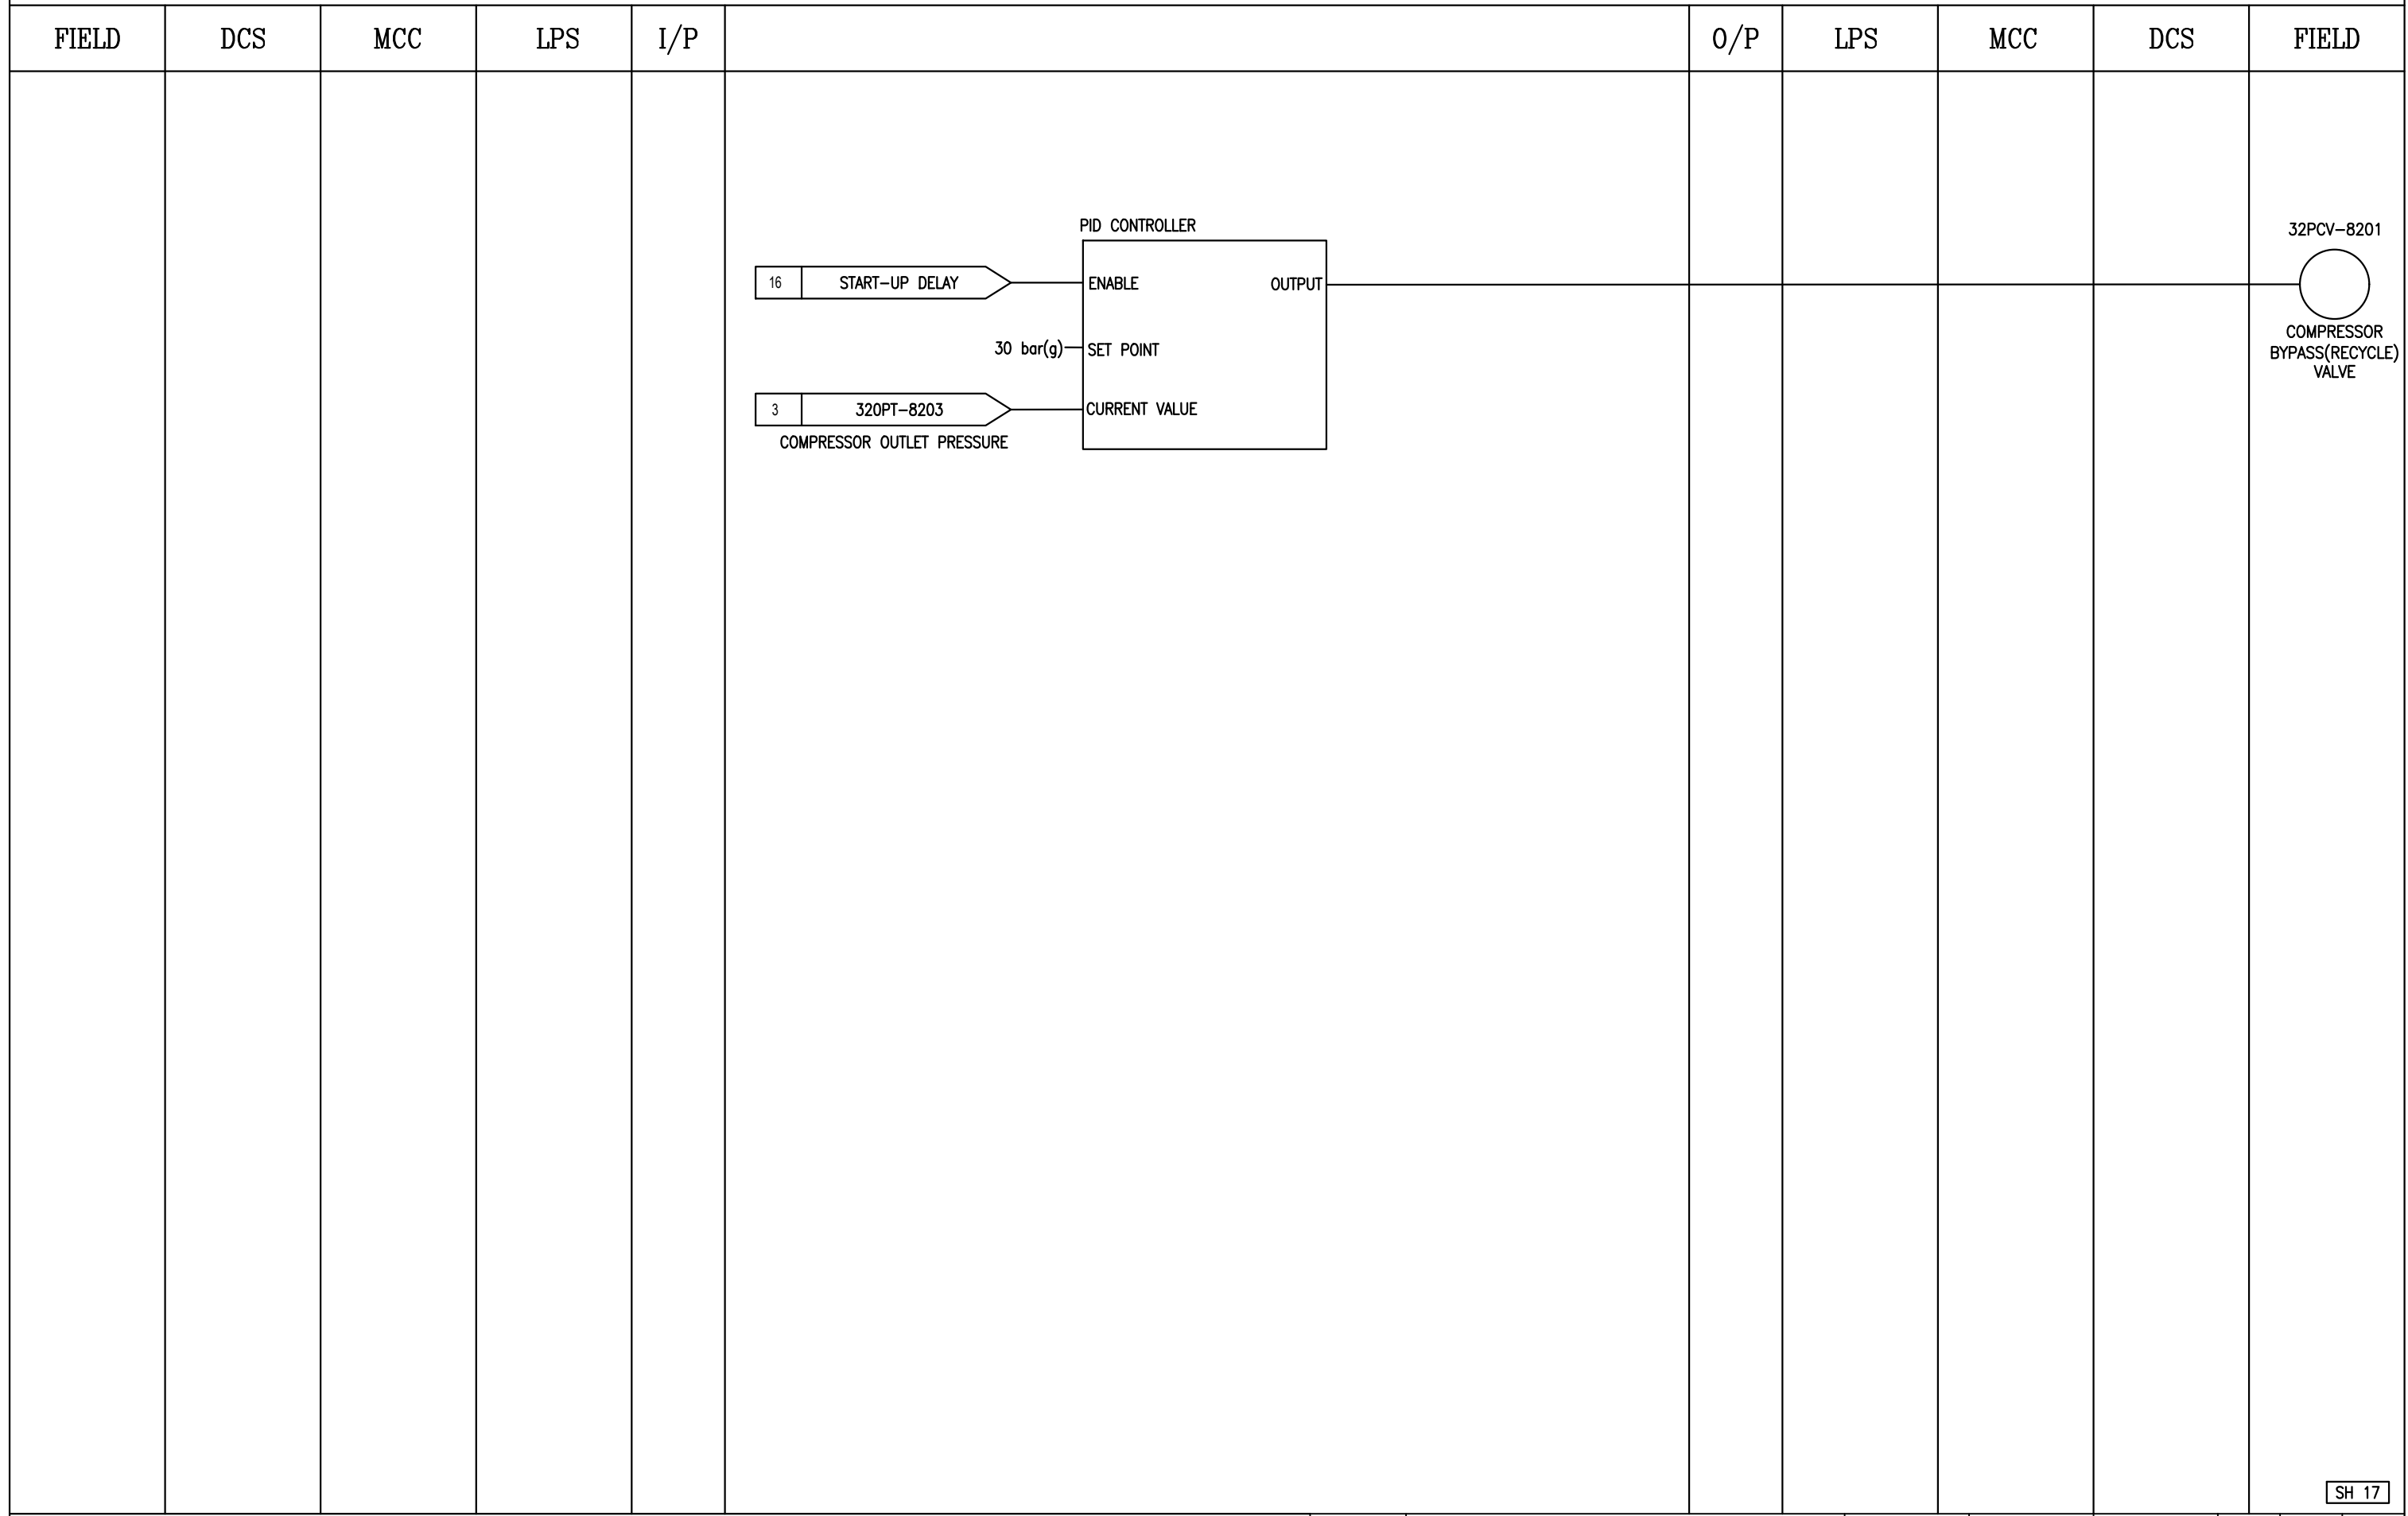 FIELD DCS MCC LPS I/P O/P LPS MCC DCS FIELD
PID CONTROLLER
32PCV-8201
16 START-UP DELAY ENABLE OUTPUT
COMPRESSOR
BYPASS(RECYCLE)
VALVE
30 bar(g) SET POINT
3 320PT-8203 CURRENT VALUE
COMPRESSOR OUTLET PRESSURE
SH 17